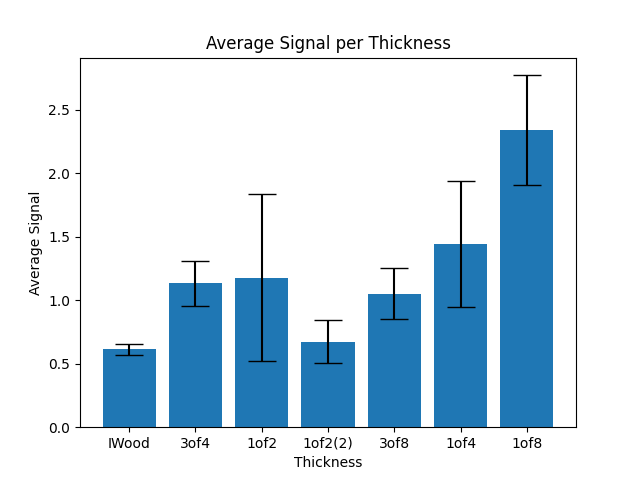 Average Signal per Thickness
Average Signal
2.5
2.0
1.5
1.0
0.5
0.0
IWood 3of4 1of2 1of2(2) 3of8 1of4 1of8
Thickness